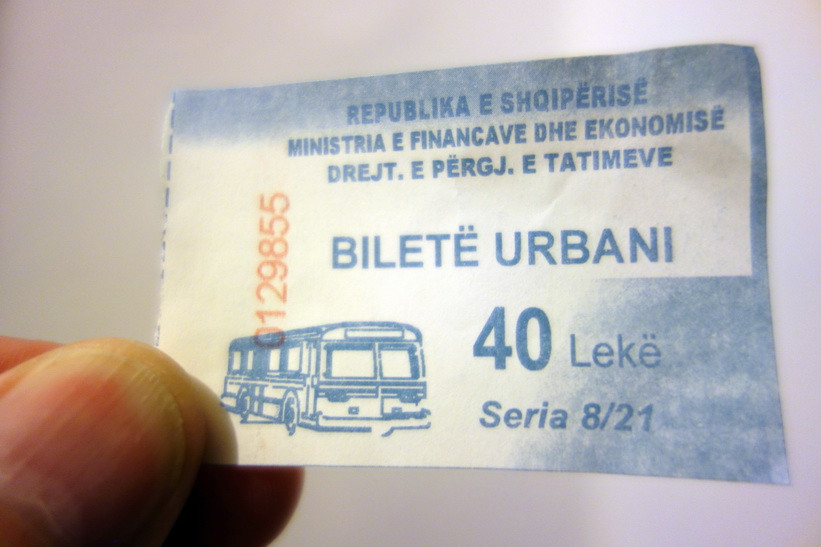 REPUBLIKA E SHQIPËRISË
MINISTRIA E FINANCAVE DHE EKONOMISË
DREJT. E PËRGJ. E TATIMEVE
0129855
BILETË URBANI
40 Lekë
Seria 8/21